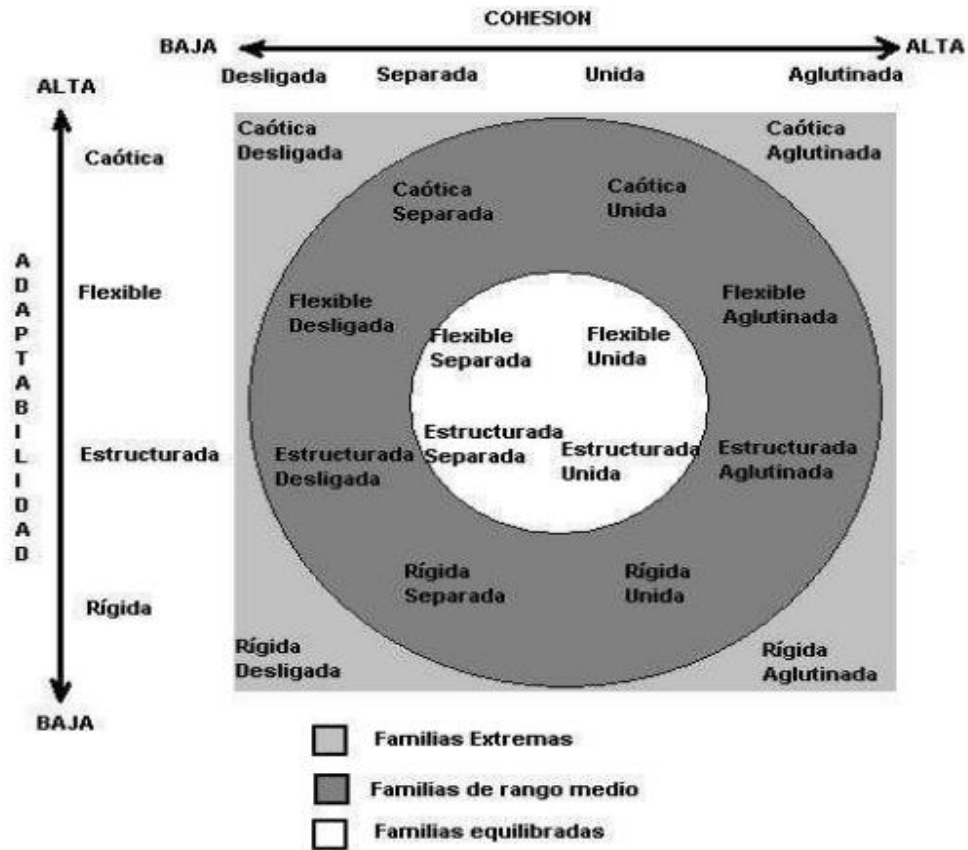 COHESION
BAJA
ALTA
Desligada
Separada
Unida
Aglutinada
ALTA
Caótica
Flexible
Estructurada
Rígida
BAJA
ADAPTABILIDAD
Caótica
Desligada
Caótica
Aglutinada
Caótica
Separada
Caótica
Unida
Flexible
Desligada
Flexible
Separada
Flexible
Unida
Flexible
Aglutinada
Estructurada
Desligada
Estructurada
Separada
Estructurada
Unida
Estructurada
Aglutinada
Rígida
Separada
Rígida
Unida
Rígida
Desligada
Rígida
Aglutinada
Familias Extremas
Familias de rango medio
Familias equilibradas